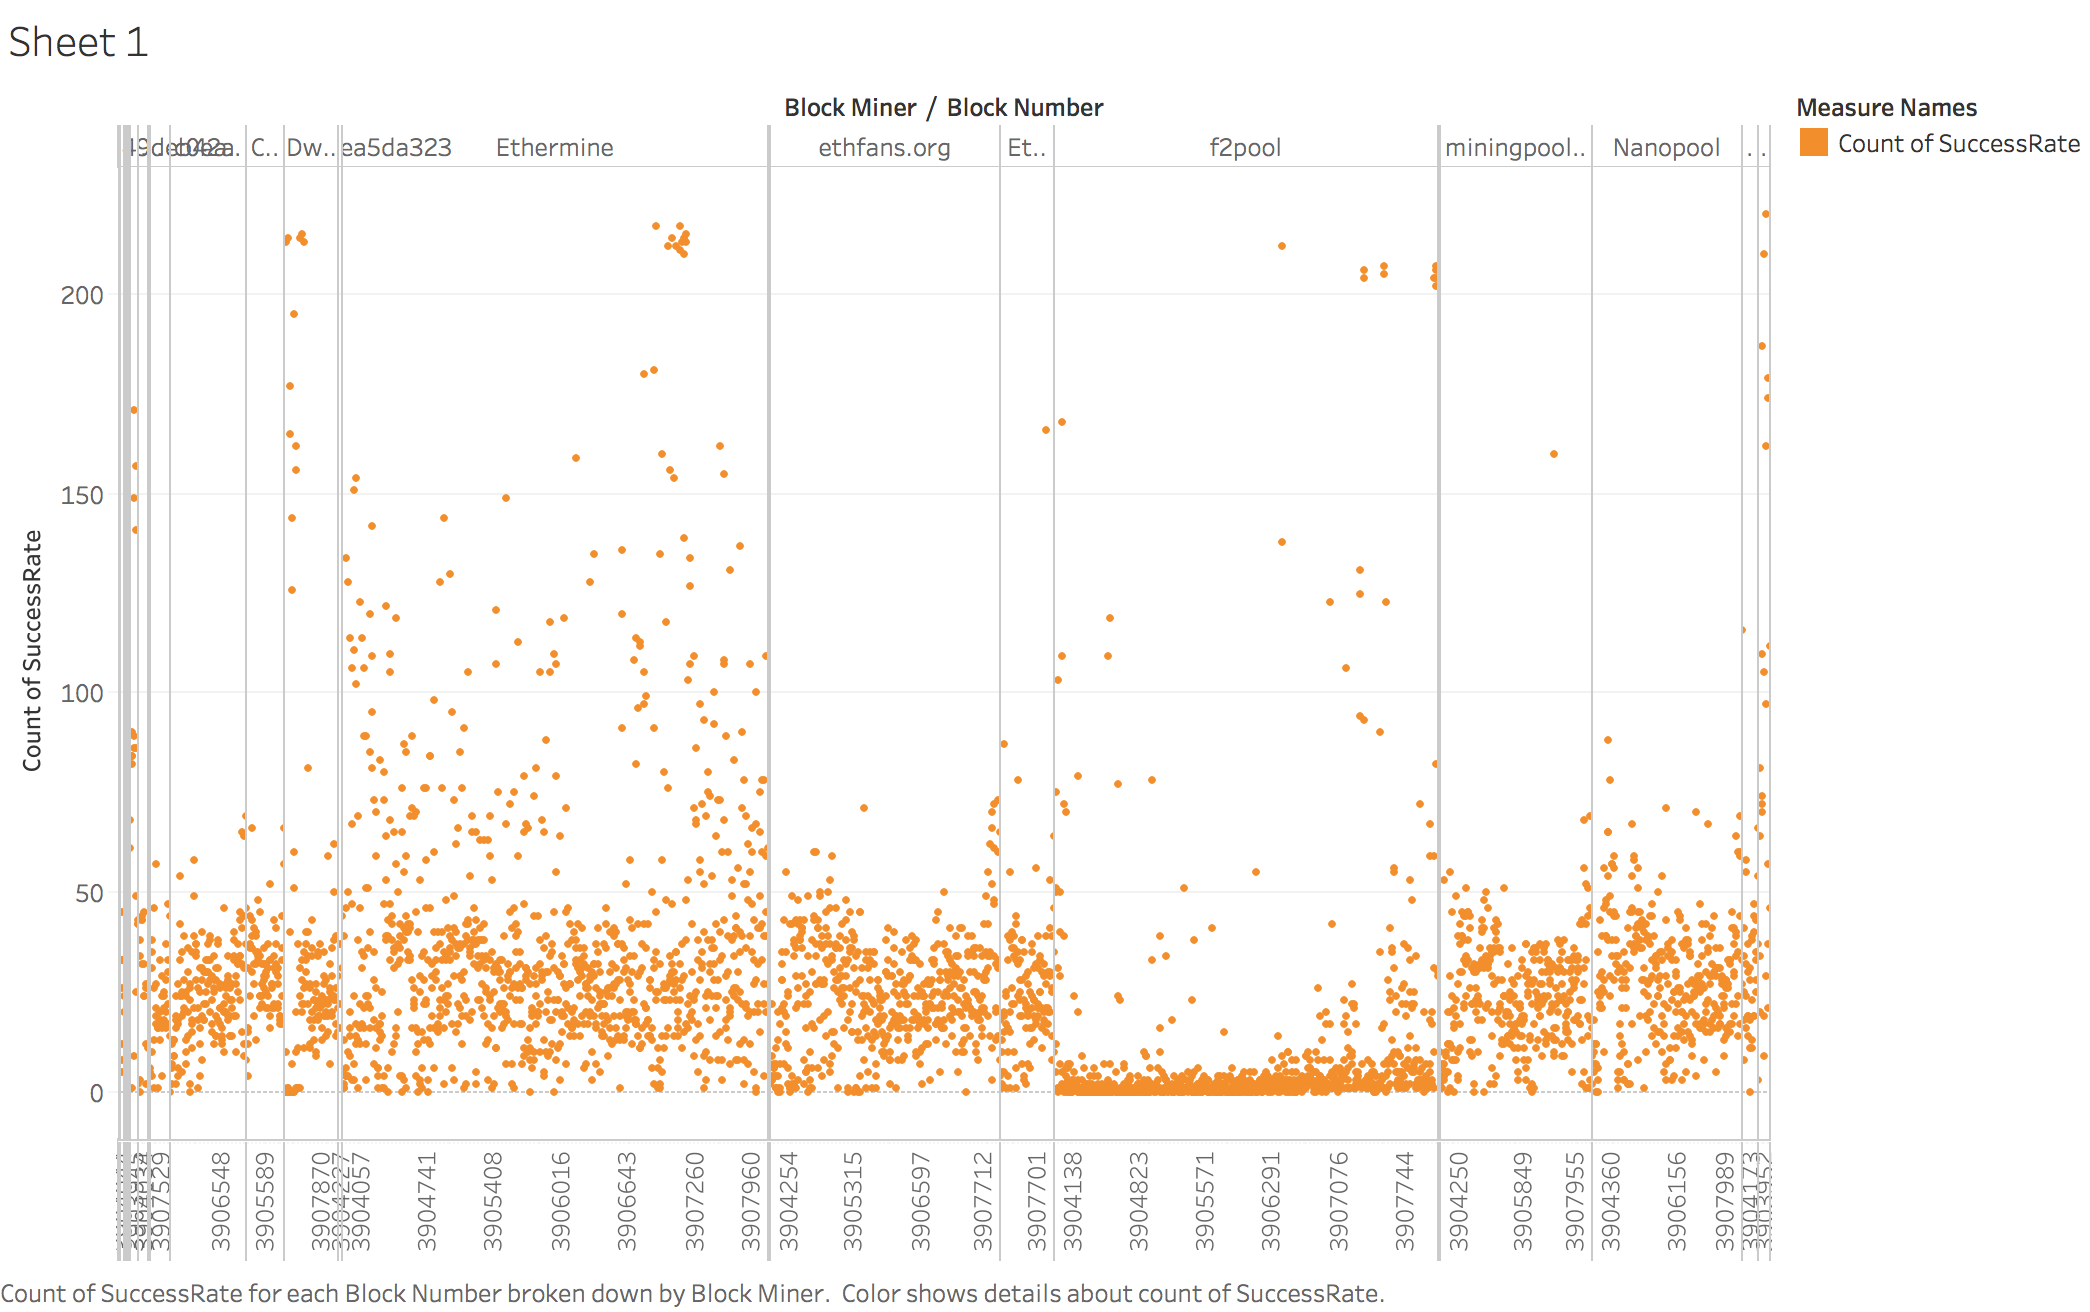 Sheet 1
Block Miner / Block Number
Measure Names
Count of SuccessRate
C.. Dw.. ea5da323 Ethermine ethfans.org Et.. f2pool miningpool.. Nanopool . .
Count of SuccessRate
200
150
100
50
0
3907529 3906548 3905589 3907870 3904057 3904741 3905408 3906016 3906643 3907260 3907960 3904254 3905315 3906597 3907712 3907701 3904138 3904823 3905571 3906291 3907076 3907744 3904250 3905849 3907955 3904360 3906156 3907989 3904173
Count of SuccessRate for each Block Number broken down by Block Miner. Color shows details about count of SuccessRate.